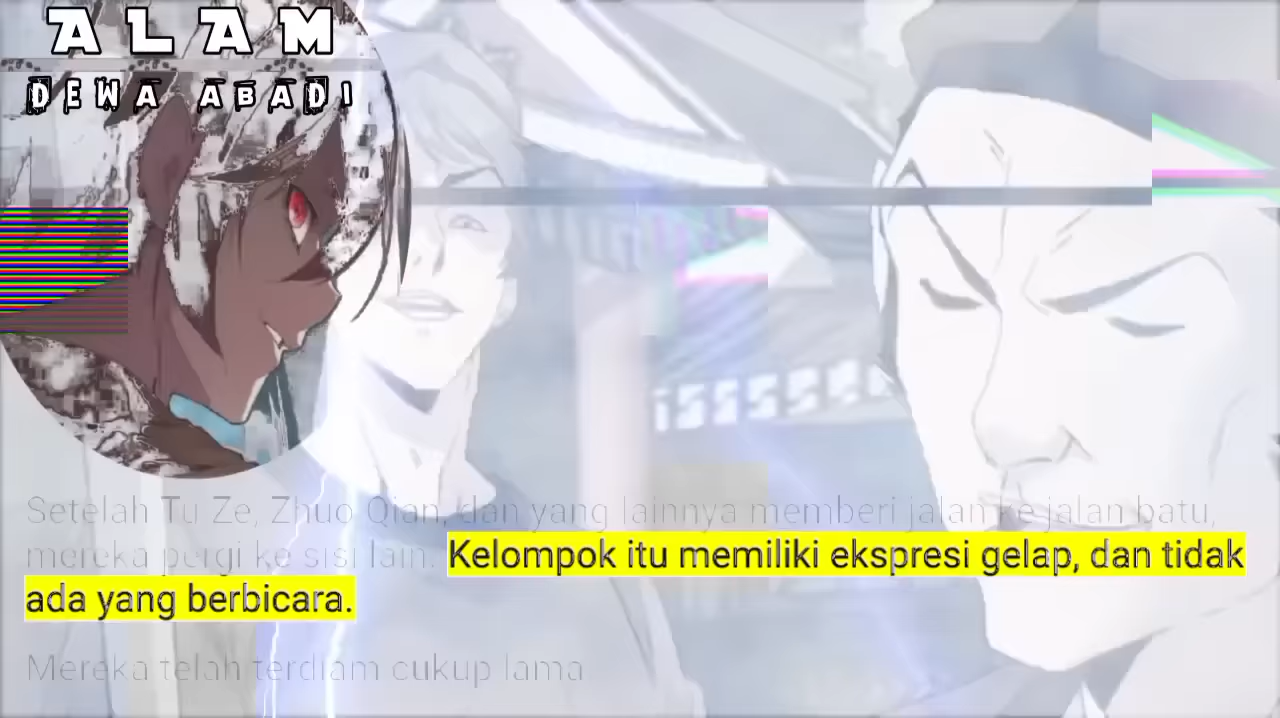 ALAM
DEWA ABADI
Setelah Tu Ze, Zhuo Qian, dan yang lainnya memberi jalan ke jalan batu,
mereka pergi ke sisi lain. Kelompok itu memiliki ekspresi gelap, dan tidak
ada yang berbicara.
Mereka telah terdiam cukup lama